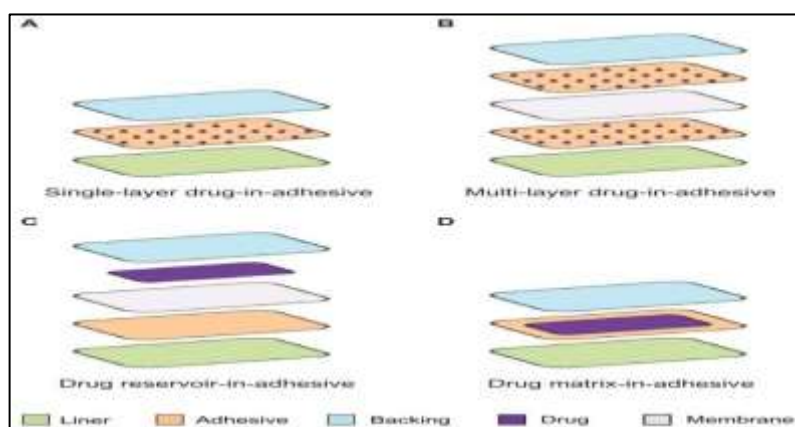 A
B
Single-layer drug-in-adhesive
Multi-layer drug-in-adhesive
C
D
Drug reservoir-in-adhesive
Drug matrix-in-adhesive
Liner Adhesive Backing Drug Membrane